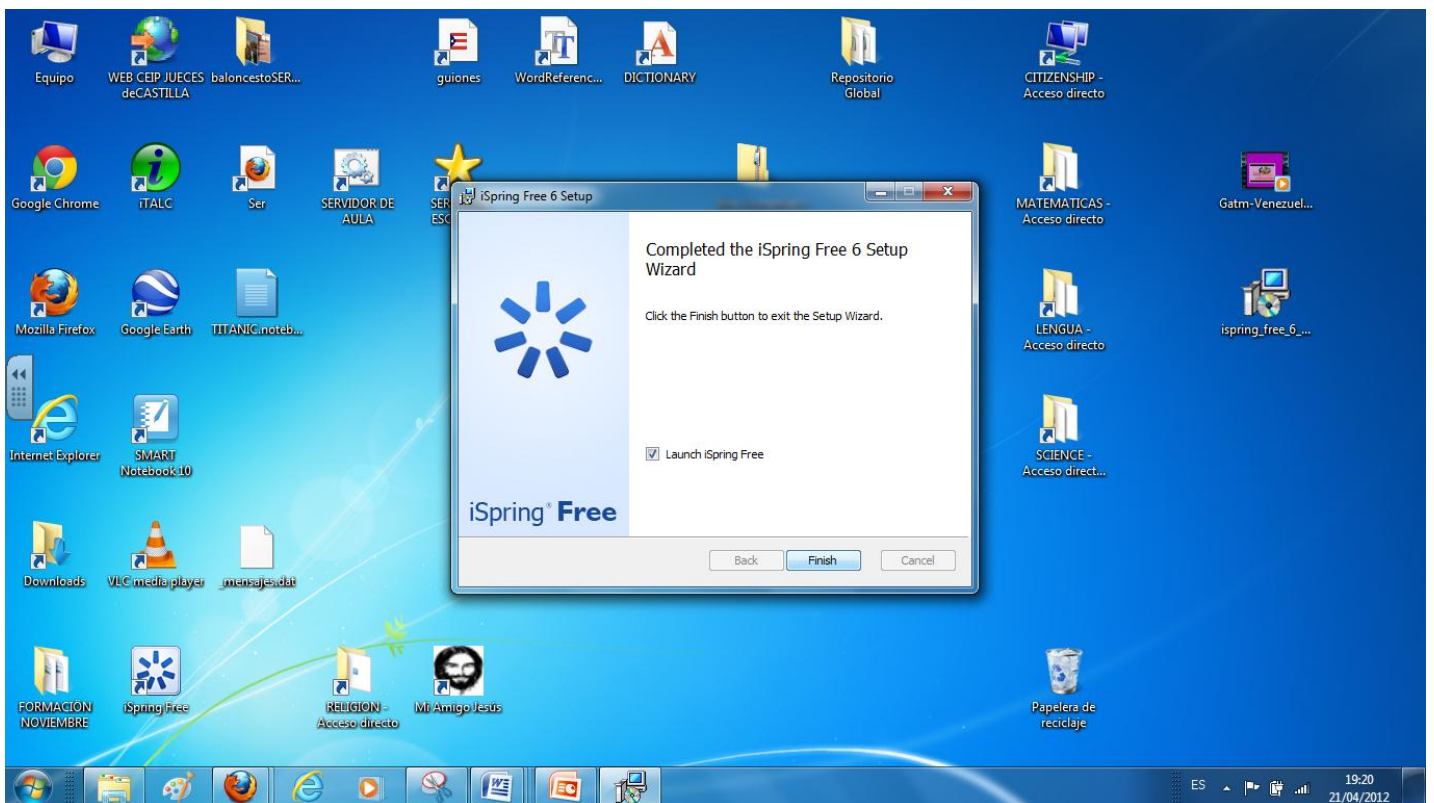 Equipo
WEB CEIP JUECES
deCASTILLA
baloncestoSER...
guiones
WordReferenc...
DICTIONARY
Repositorio
Global
CITIZENSHIP -
Acceso directo
Google Chrome
iTALC
Ser
SERVIDOR DE
AULA
MATEMATICAS -
Acceso directo
Gatm-Venezuel...
iSpring Free 6 Setup
Completed the iSpring Free 6 Setup
Wizard
Click the Finish button to exit the Setup Wizard.
Launch iSpring Free
iSpring® Free
Back
Finish
Cancel
Mozilla Firefox
Google Earth
TITANIC.noteb...
LENGUA -
Acceso directo
ispring_free_6_...
Internet Explorer
SMART
Notebook 10
SCIENCE -
Acceso direct...
Downloads
VLC media player
_mensajes.dat
FORMACIÓN
NOVIEMBRE
iSpring Free
RELIGION -
Acceso directo
Mi Amigo Jesús
Papelera de
reciclaje
ES
19:20
21/04/2012